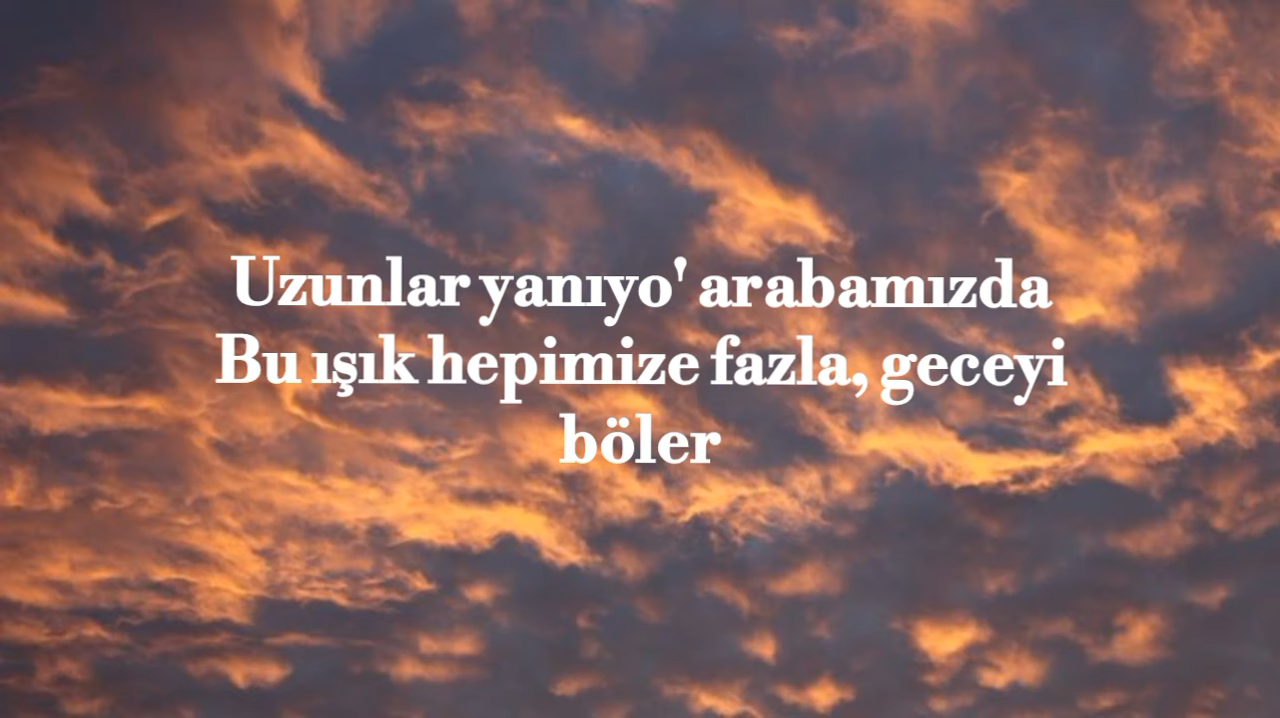 Uzunlar yanıyo' arabamızda
Bu ışık hepimize fazla, geceyi
böler